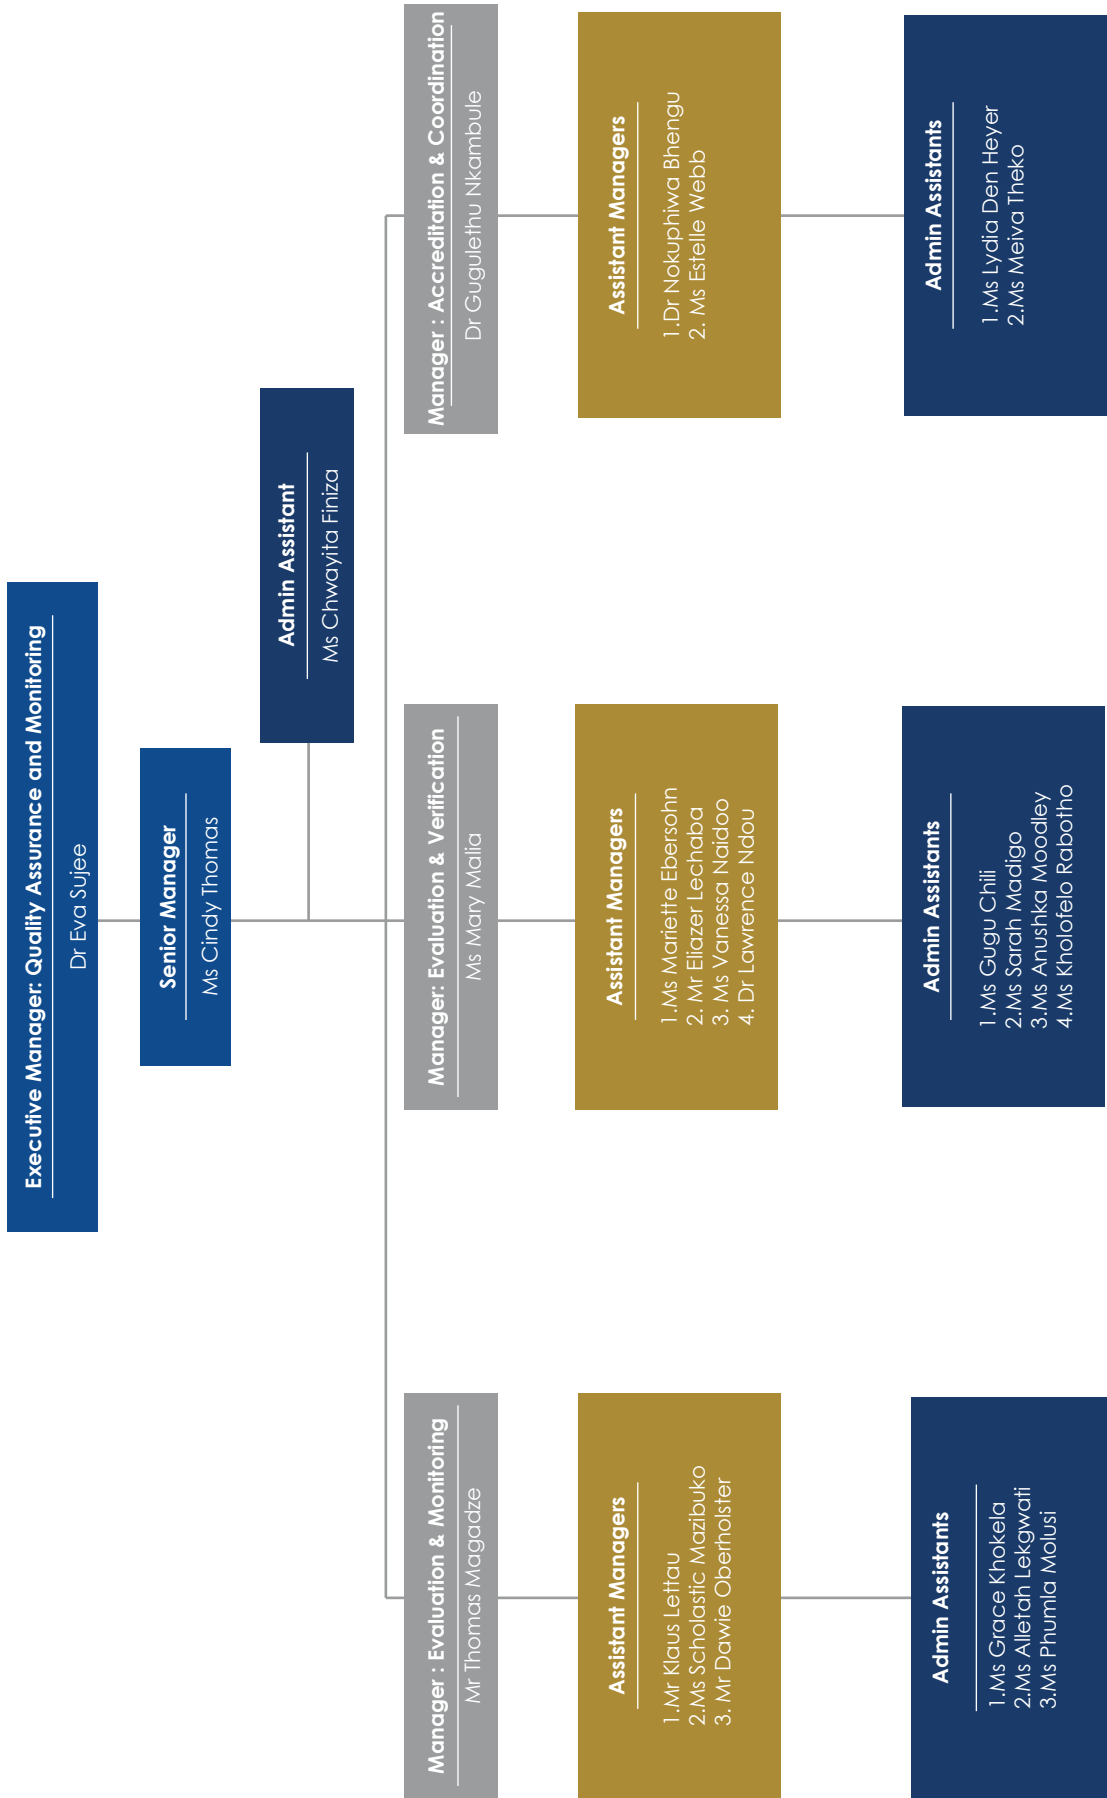 Executive Manager: Quality Assurance and Monitoring
Dr Eva Sujee
Senior Manager
Ms Cindy Thomas
Admin Assistant
Ms Chwayita Finiza
Manager : Evaluation & Monitoring
Mr Thomas Magadze
Manager: Evaluation & Verification
Ms Mary Malia
Manager : Accreditation & Coordination
Dr Gugulethu Nkambule
Assistant Managers
1.Mr Klaus Lettau
2.Ms Scholastic Mazibuko
3. Mr Dawie Oberholster
Assistant Managers
1.Ms Mariette Ebersohn
2. Mr Eliazer Lechaba
3. Ms Vanessa Naidoo
4. Dr Lawrence Ndou
Assistant Managers
1.Dr Nokuphiwa Bhengu
2. Ms Estelle Webb
Admin Assistants
1.Ms Grace Khokela
2.Ms Alletah Lekgwati
3.Ms Phumla Molusi
Admin Assistants
1.Ms Gugu Chili
2.Ms Sarah Madigo
3.Ms Anushka Moodley
4.Ms Kholofelo Rabotho
Admin Assistants
1.Ms Lydia Den Heyer
2.Ms Meiva Theko